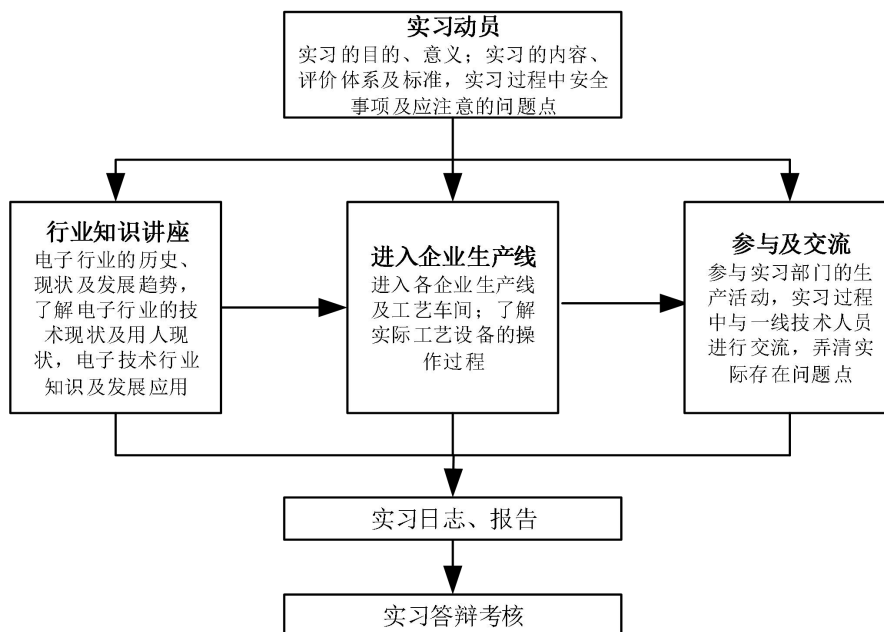 实习动员
实习的目的、意义；实习的内容、
评价体系及标准，实习过程中安全
事项及应注意的问题点
行业知识讲座
电子行业的历史、
现状及发展趋势，
了解电子行业的技
术现状及用人现
状，电子技术行业
知识及发展应用
进入企业生产线
进入各企业生产线
及工艺车间；了解
实际工艺设备的操
作过程
参与及交流
参与实习部门的生
产活动，实习过程
中与一线技术人员
进行交流，弄清实
际存在问题点
实习日志、报告
实习答辩考核